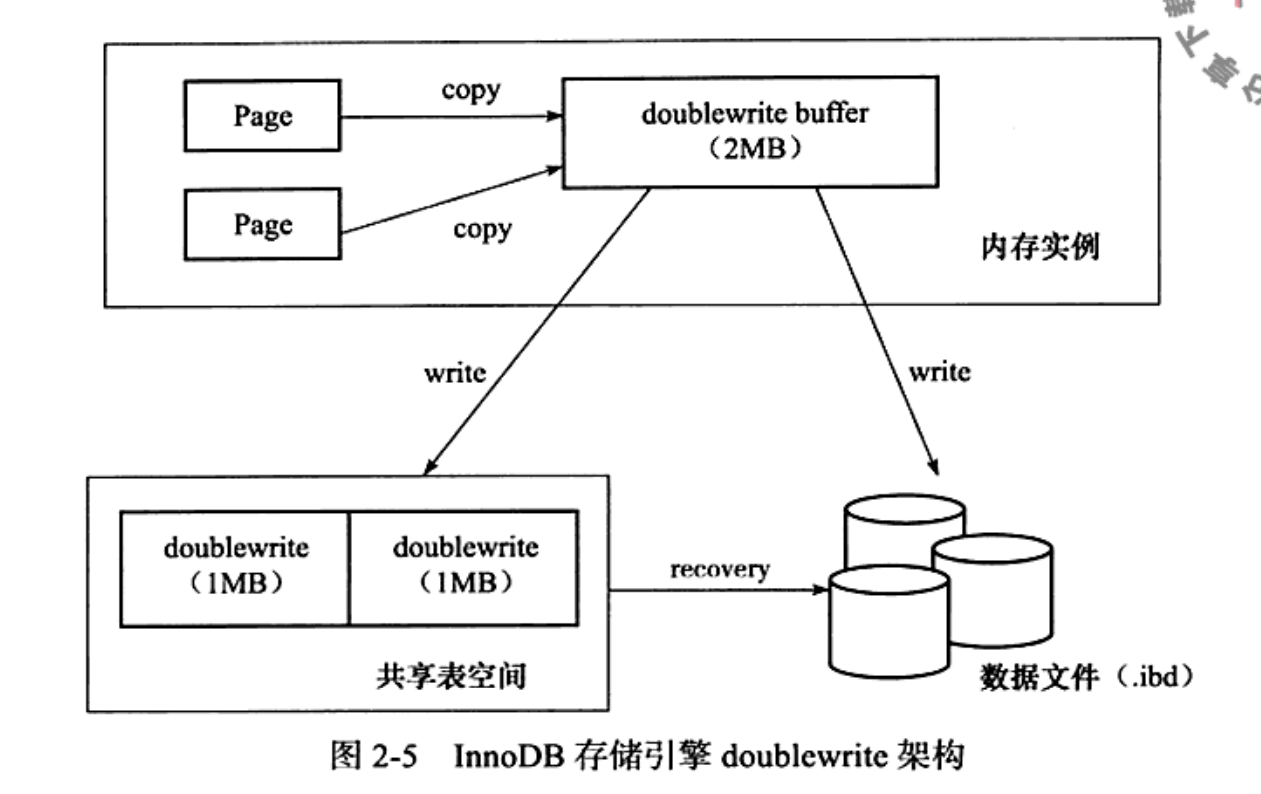 copy
Page
doublewrite buffer
（2MB）
Page
copy
内存实例
write
write
doublewrite
（1MB）
doublewrite
（1MB）
recovery
共享表空间
数据文件（.ibd）
图 2-5 InnoDB 存储引擎 doublewrite 架构